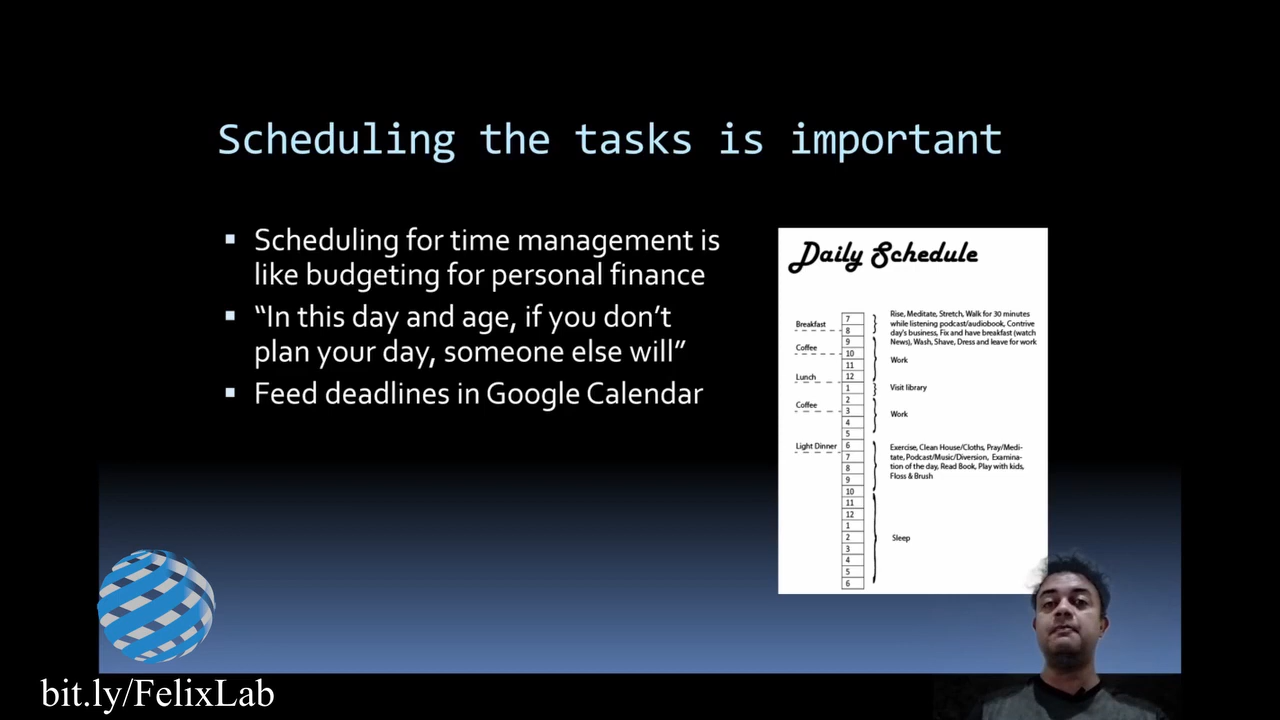 Scheduling the tasks is important
▪ Scheduling for time management is
like budgeting for personal finance
▪ “In this day and age, if you don’t
plan your day, someone else will”
▪ Feed deadlines in Google Calendar
Daily Schedule
Breakfast
Coffee
Lunch
Coffee
Light Dinner
7
8
9
10
11
12
1
2
3
4
5
6
7
8
9
10
11
12
1
2
3
4
5
6
Rise, Meditate, Stretch, Walk for 30 minutes
while listening podcast/audiobook, Contrive
day's business, Fix and have breakfast (watch
News), Wash, Shave, Dress and leave for work
Work
Visit library
Work
Exercise, Clean House/Cloths, Pray/Medi-
tate, Podcast/Music/Diversion, Examina-
tion of the day, Read Book, Play with kids,
Floss & Brush
Sleep
bit.ly/FelixLab